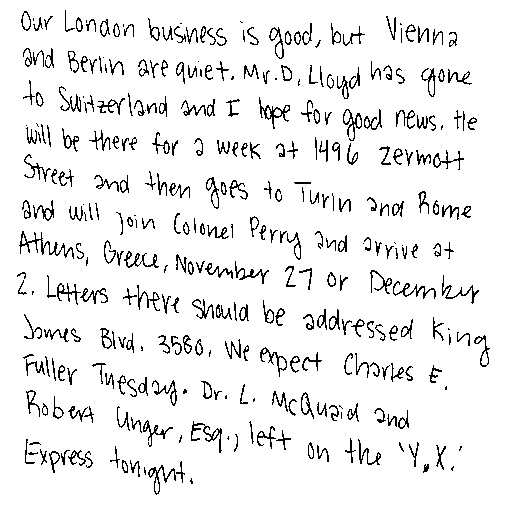 Our London business is good, but Vienna
and Berlin are quiet. Mr. D. Lloyd has gone
to Switzerland and I hope for good news. He
will be there for a week at 1496 Zermott
Street and then goes to Turin and Rome
and will join Colonel Perry and arrive at
Athens, Greece, November 27 or December
2. Letters there should be addressed King
James Blvd. 3580. We expect Charles E.
Fuller Tuesday. Dr. L. McQuaid and
Robert Unger, Esq., left on the 'Y.X.'
Express tonight.